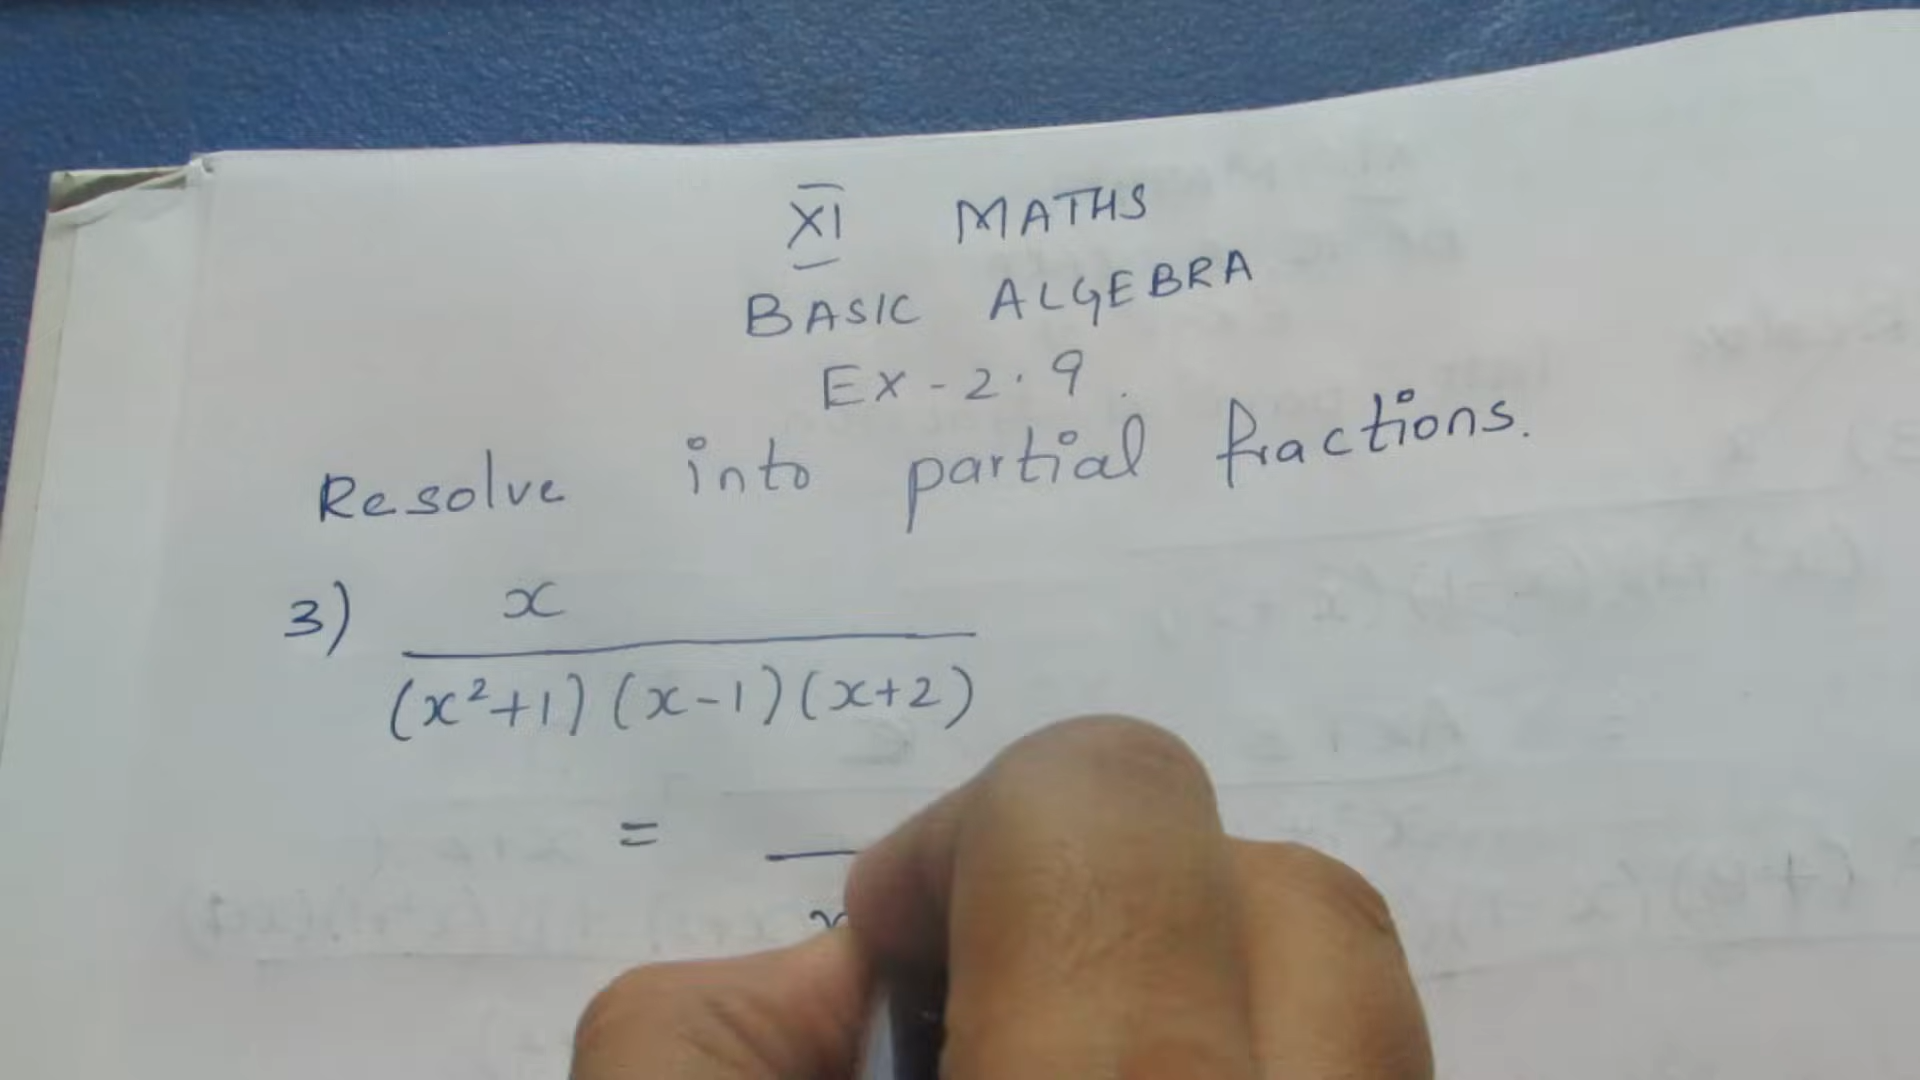 XI MATHS
BASIC ALGEBRA
EX-2.9.
Resolve into partial fractions.
3) x
(x²+1)(x-1)(x+2)
=